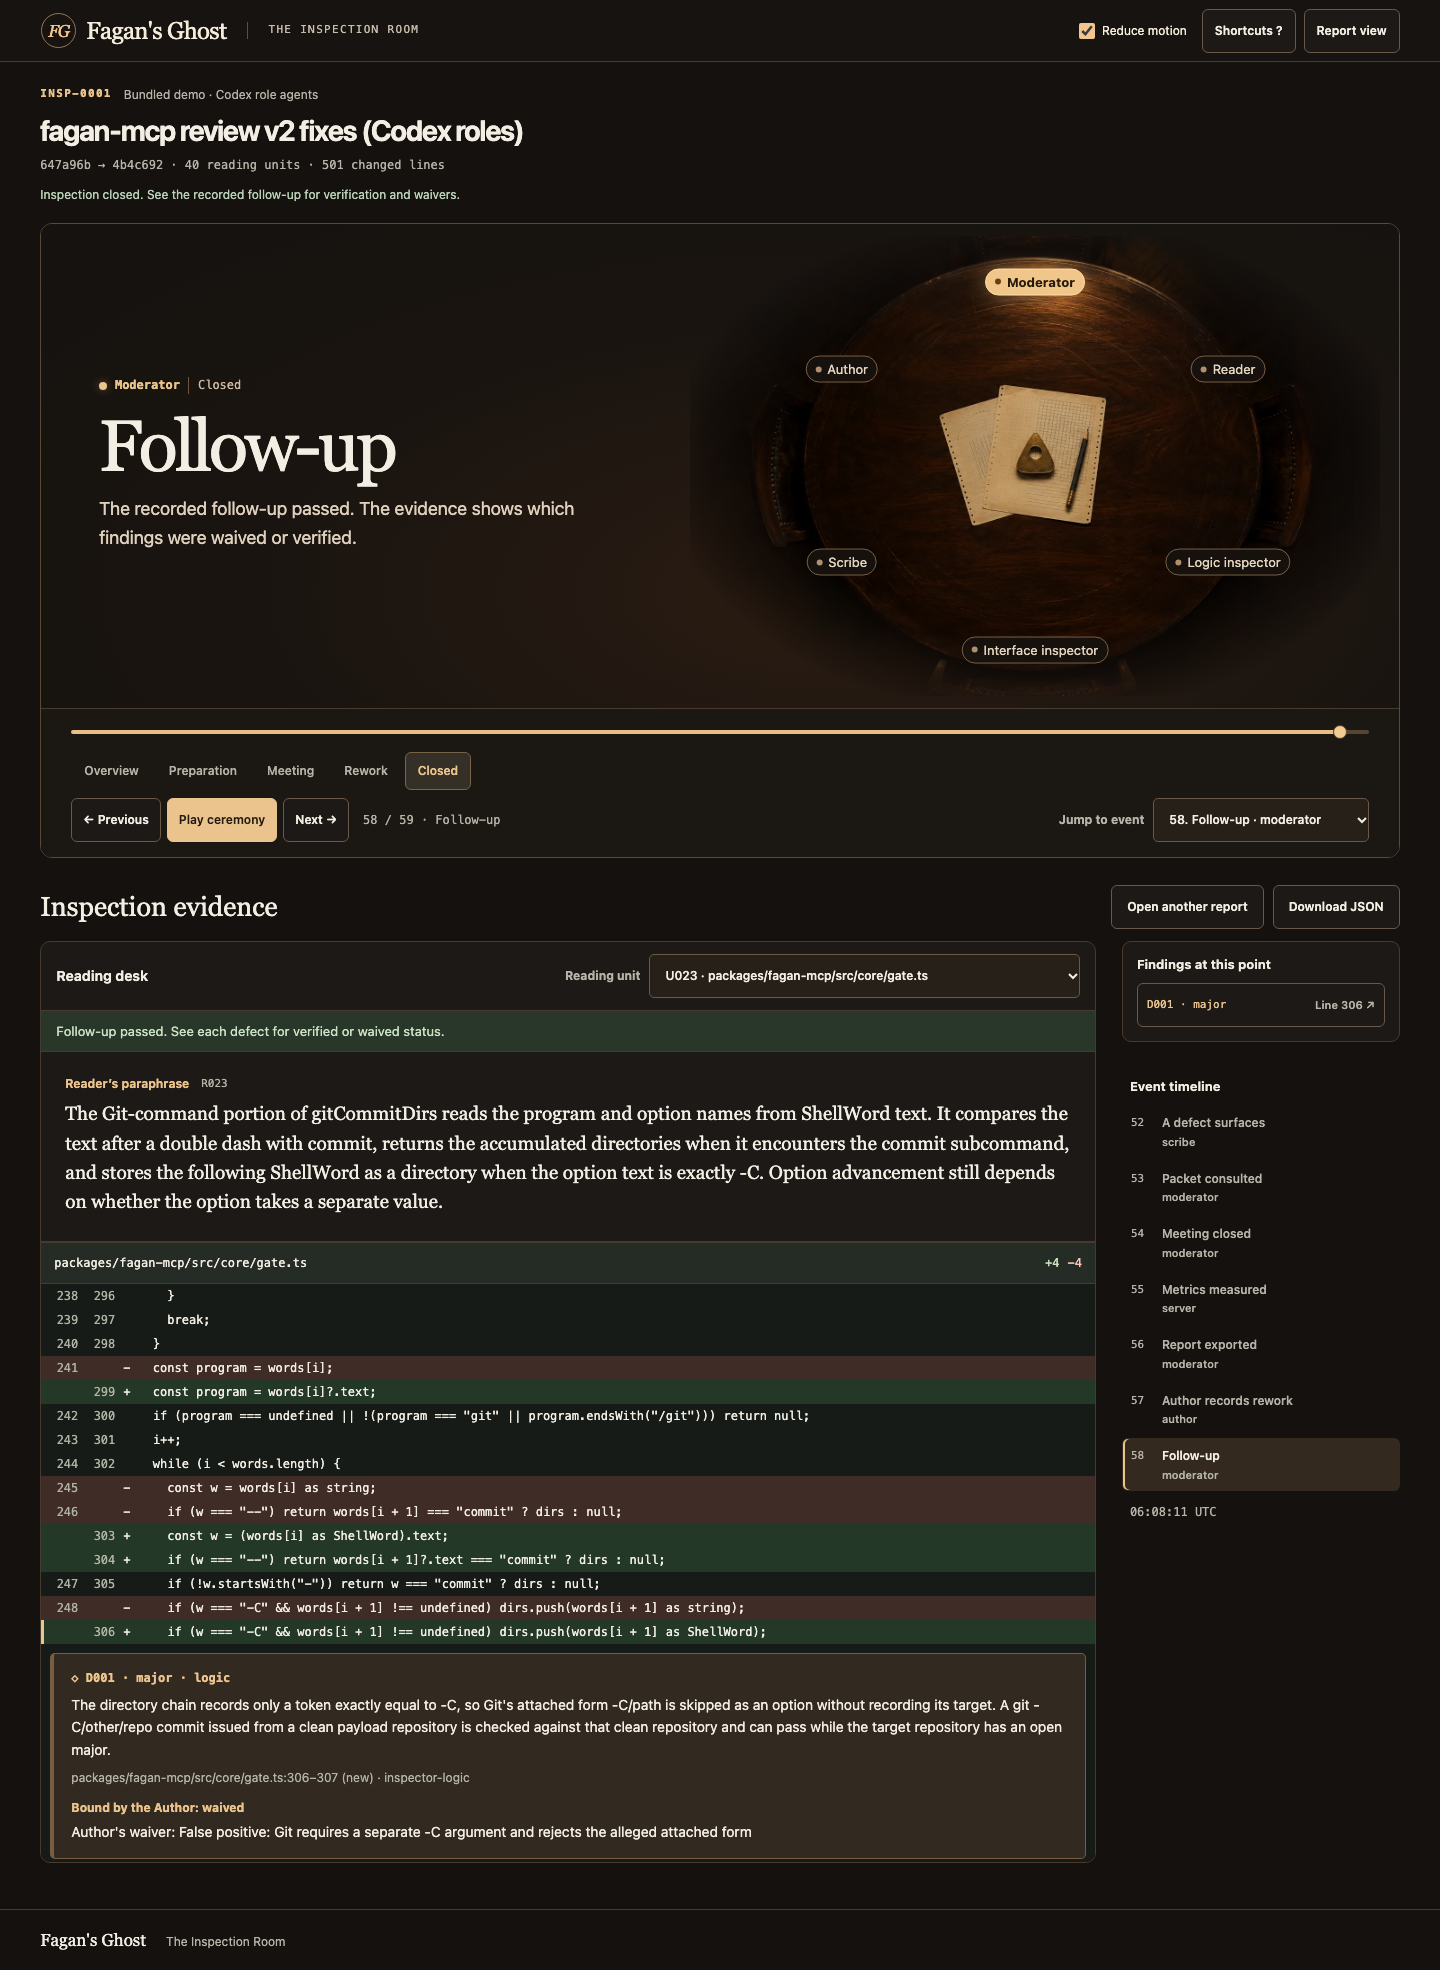 FG Fagan's Ghost THE INSPECTION ROOM Reduce motion Shortcuts ? Report view
INSP-0001 Bundled demo · Codex role agents
fagan-mcp review v2 fixes (Codex roles)
647a96b → 4b4c692 · 40 reading units · 501 changed lines
Inspection closed. See the recorded follow-up for verification and waivers.
Moderator
Author
Reader
Scribe
Logic inspector
Interface inspector
Moderator Closed
Follow-up
The recorded follow-up passed. The evidence shows which
findings were waived or verified.
Overview Preparation Meeting Rework Closed
← Previous Play ceremony Next → 58 / 59 · Follow-up Jump to event 58. Follow-up · moderator
Inspection evidence Open another report Download JSON
Reading desk Reading unit U023 · packages/fagan-mcp/src/core/gate.ts
Follow-up passed. See each defect for verified or waived status.
Reader's paraphrase R023
The Git-command portion of gitCommitDirs reads the program and option names from ShellWord text. It compares the
text after a double dash with commit, returns the accumulated directories when it encounters the commit subcommand,
and stores the following ShellWord as a directory when the option text is exactly -C. Option advancement still depends
on whether the option takes a separate value.
packages/fagan-mcp/src/core/gate.ts +4 −4
238 296 }
239 297 break;
240 298 }
241 − const program = words[i];
299 + const program = words[i]?.text;
242 300 if (program === undefined || !(program === "git" || program.endsWith("/git"))) return null;
243 301 i++;
244 302 while (i < words.length) {
245 − const w = words[i] as string;
246 − if (w === "--") return words[i + 1] === "commit" ? dirs : null;
303 + const w = (words[i] as ShellWord).text;
304 + if (w === "--") return words[i + 1]?.text === "commit" ? dirs : null;
247 305 if (!w.startsWith("-")) return w === "commit" ? dirs : null;
248 − if (w === "-C" && words[i + 1] !== undefined) dirs.push(words[i + 1] as string);
306 + if (w === "-C" && words[i + 1] !== undefined) dirs.push(words[i + 1] as ShellWord);
◇ D001 · major · logic
The directory chain records only a token exactly equal to -C, so Git's attached form -C/path is skipped as an option without recording its target. A git -
C/other/repo commit issued from a clean payload repository is checked against that clean repository and can pass while the target repository has an open
major.
packages/fagan-mcp/src/core/gate.ts:306–307 (new) · inspector-logic
Bound by the Author: waived
Author's waiver: False positive: Git requires a separate -C argument and rejects the alleged attached form
Findings at this point
D001 · major Line 306 ↗
Event timeline
52 A defect surfaces
scribe
53 Packet consulted
moderator
54 Meeting closed
moderator
55 Metrics measured
server
56 Report exported
moderator
57 Author records rework
author
58 Follow-up
moderator
06:08:11 UTC
Fagan's Ghost The Inspection Room